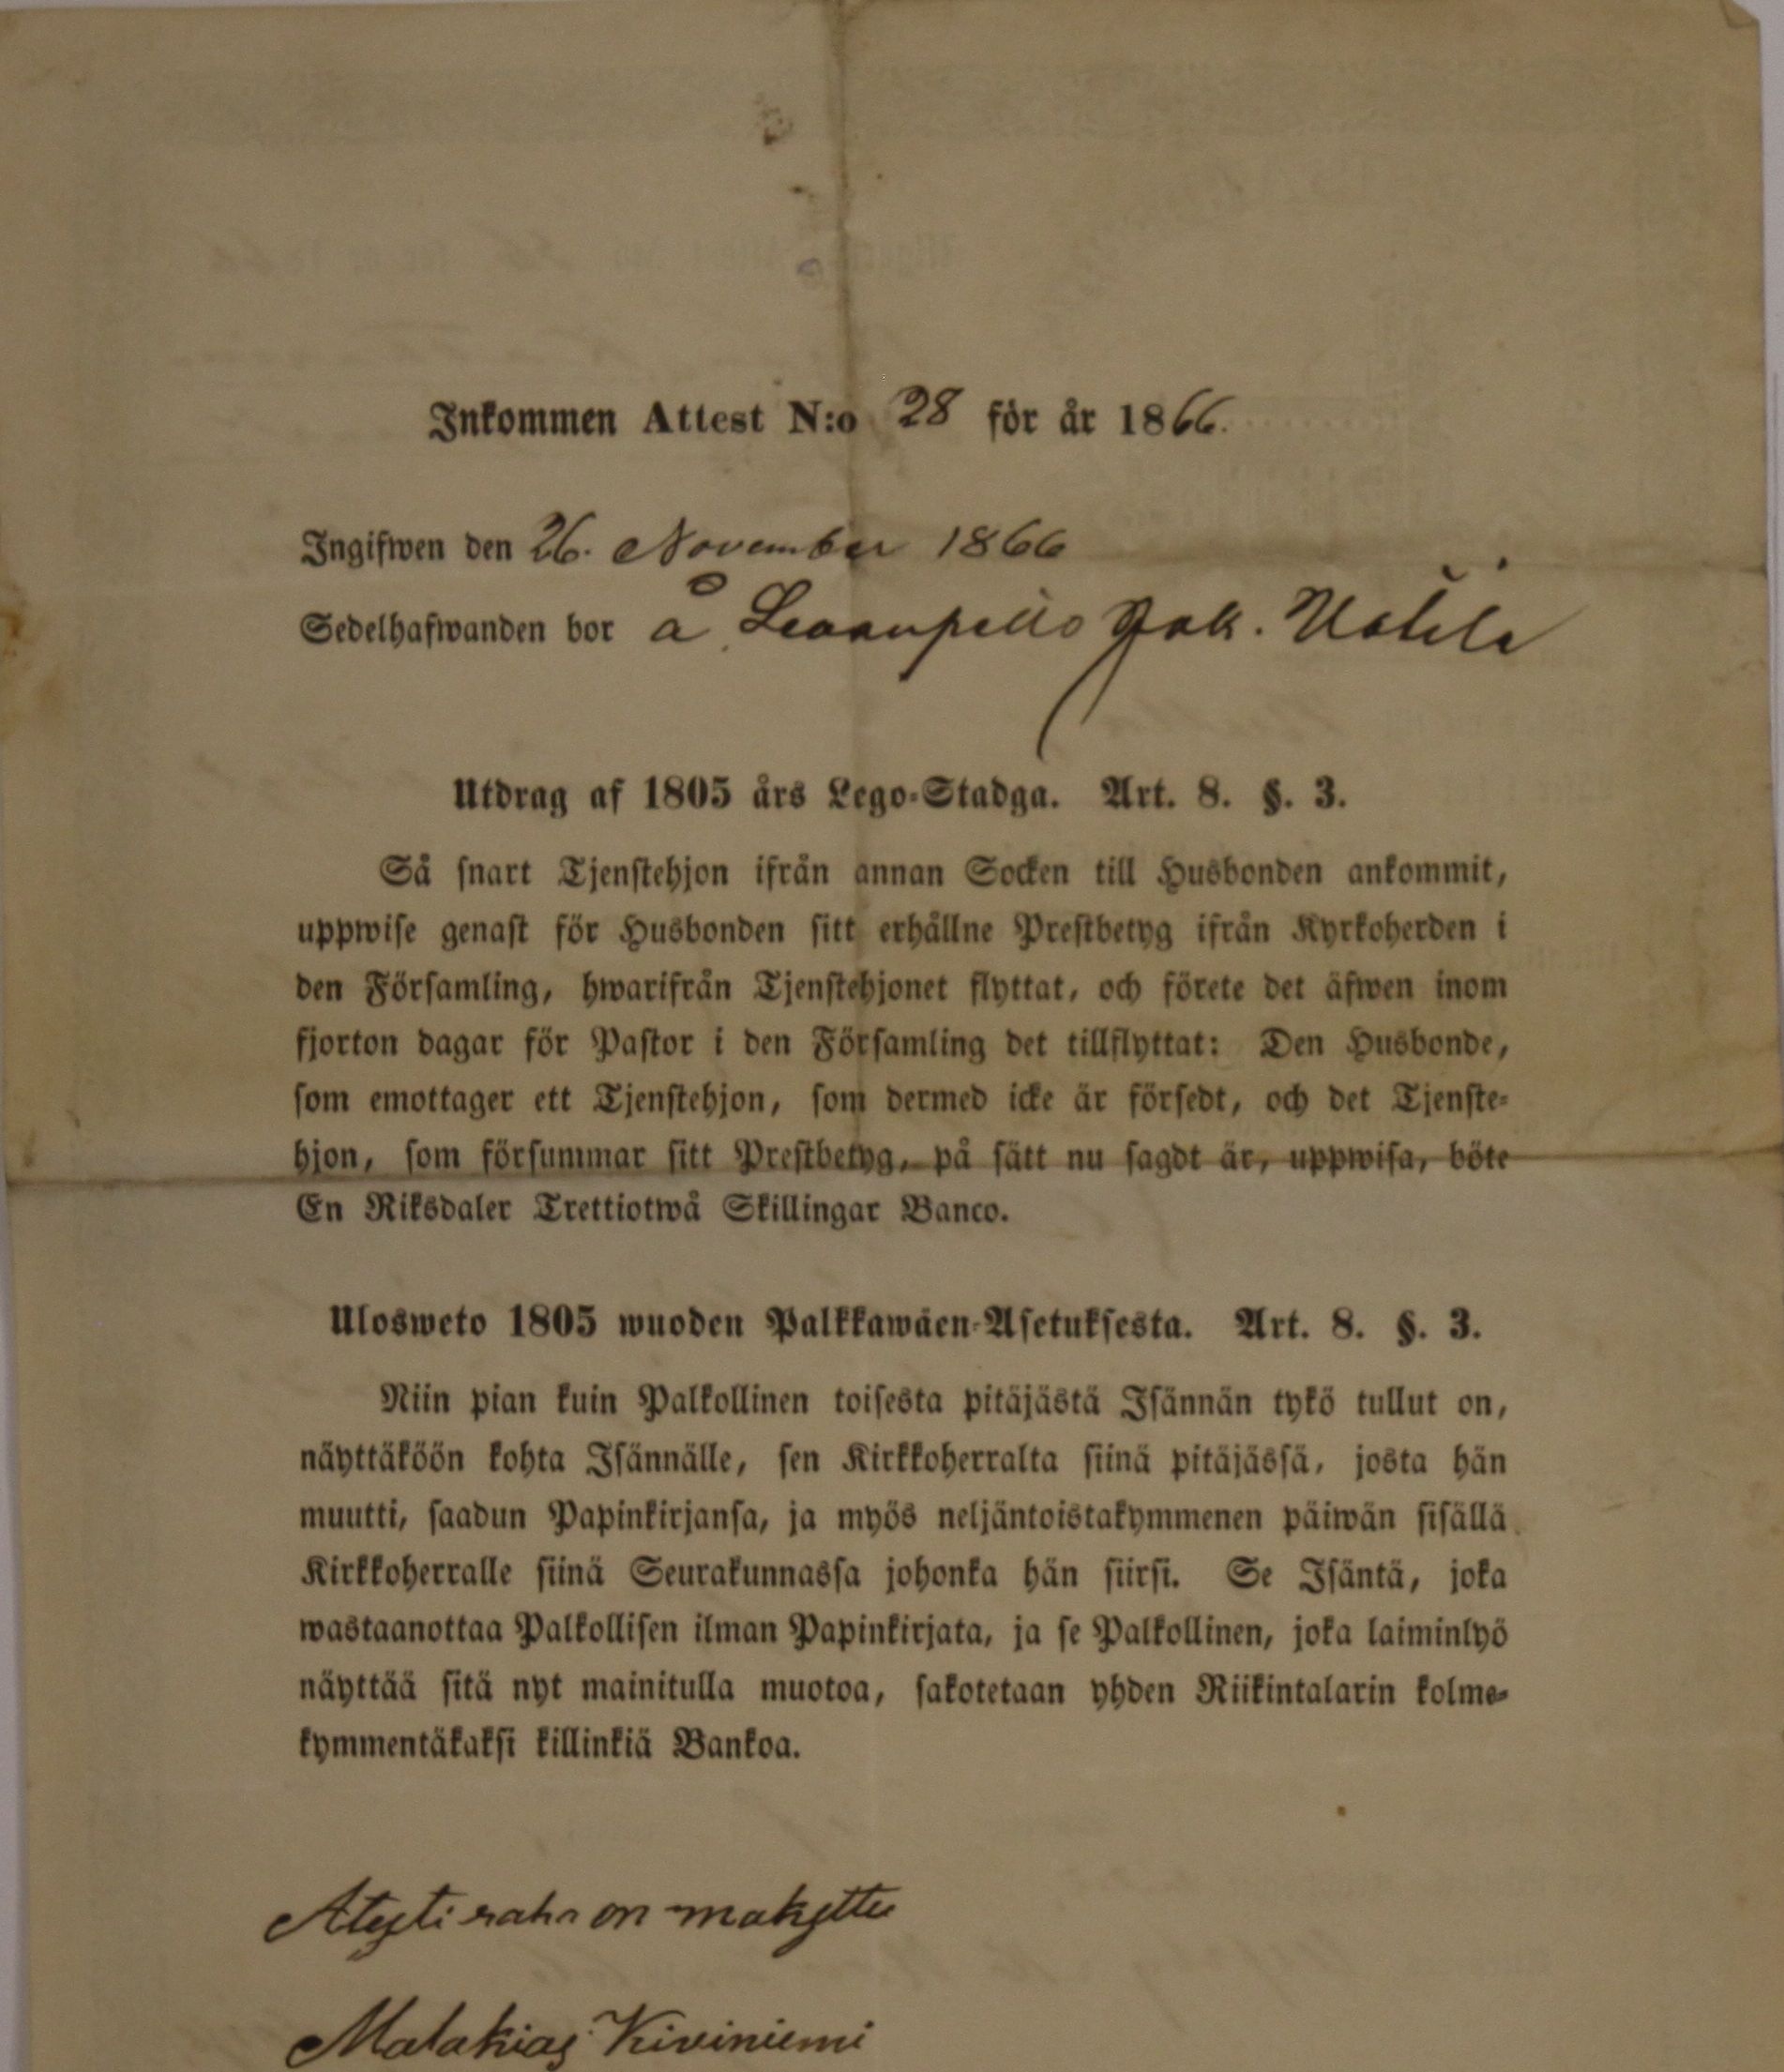 Inkommen Attest N:o 28 för år 1866.
Ingifwen den 26. November 1866
Sedelhafwanden bor å Jak.
Utdrag af 1805 års Lego-Stadga. Art. 8. §. 3.
Så snart Tjenstehjon ifrån annan Socken till Husbonden ankommit,
uppwise genast för Husbonden sitt erhållne Prestbetyg ifrån Kyrkoherden i
den Församling, hwarifrån Tjenstehjonet flyttat, och förete det äfwen inom
fjorton dagar för Pastor i den Församling det tillflyttat: Den Husbonde,
som emottager ett Tjenstehjon, som dermed icke är försedt, och det Tjenste-
hjon, som försummar sitt Prestbetyg, på sätt nu sagdt är, uppwisa, böte
En Riksdaler Trettiotwå Skillingar Banco.
Ulosweto 1805 wuoden Palkkawäen-Asetuksesta. Art. 8. §. 3.
Niin pian kuin Palkollinen toisesta pitäjästä Isännän tykö tullut on,
näyttäköön kohta Isännälle, sen Kirkkoherralta siinä pitäjässä, josta hän
muutti, saadun Papinkirjansa, ja myös neljäntoistakymmenen päiwän sisällä
Kirkkoherralle siinä Seurakunnassa johonka hän siirsi. Se Isäntä, joka
wastaanottaa Palkollisen ilman Papinkirjata, ja se Palkollinen, joka laiminlyö
näyttää sitä nyt mainitulla muotoa, sakotetaan yhden Riikintalarin kolme-
kymmentäkaksi killinkiä Bankoa.
Atesti raha on maksettu
Malakias Kiviniemi